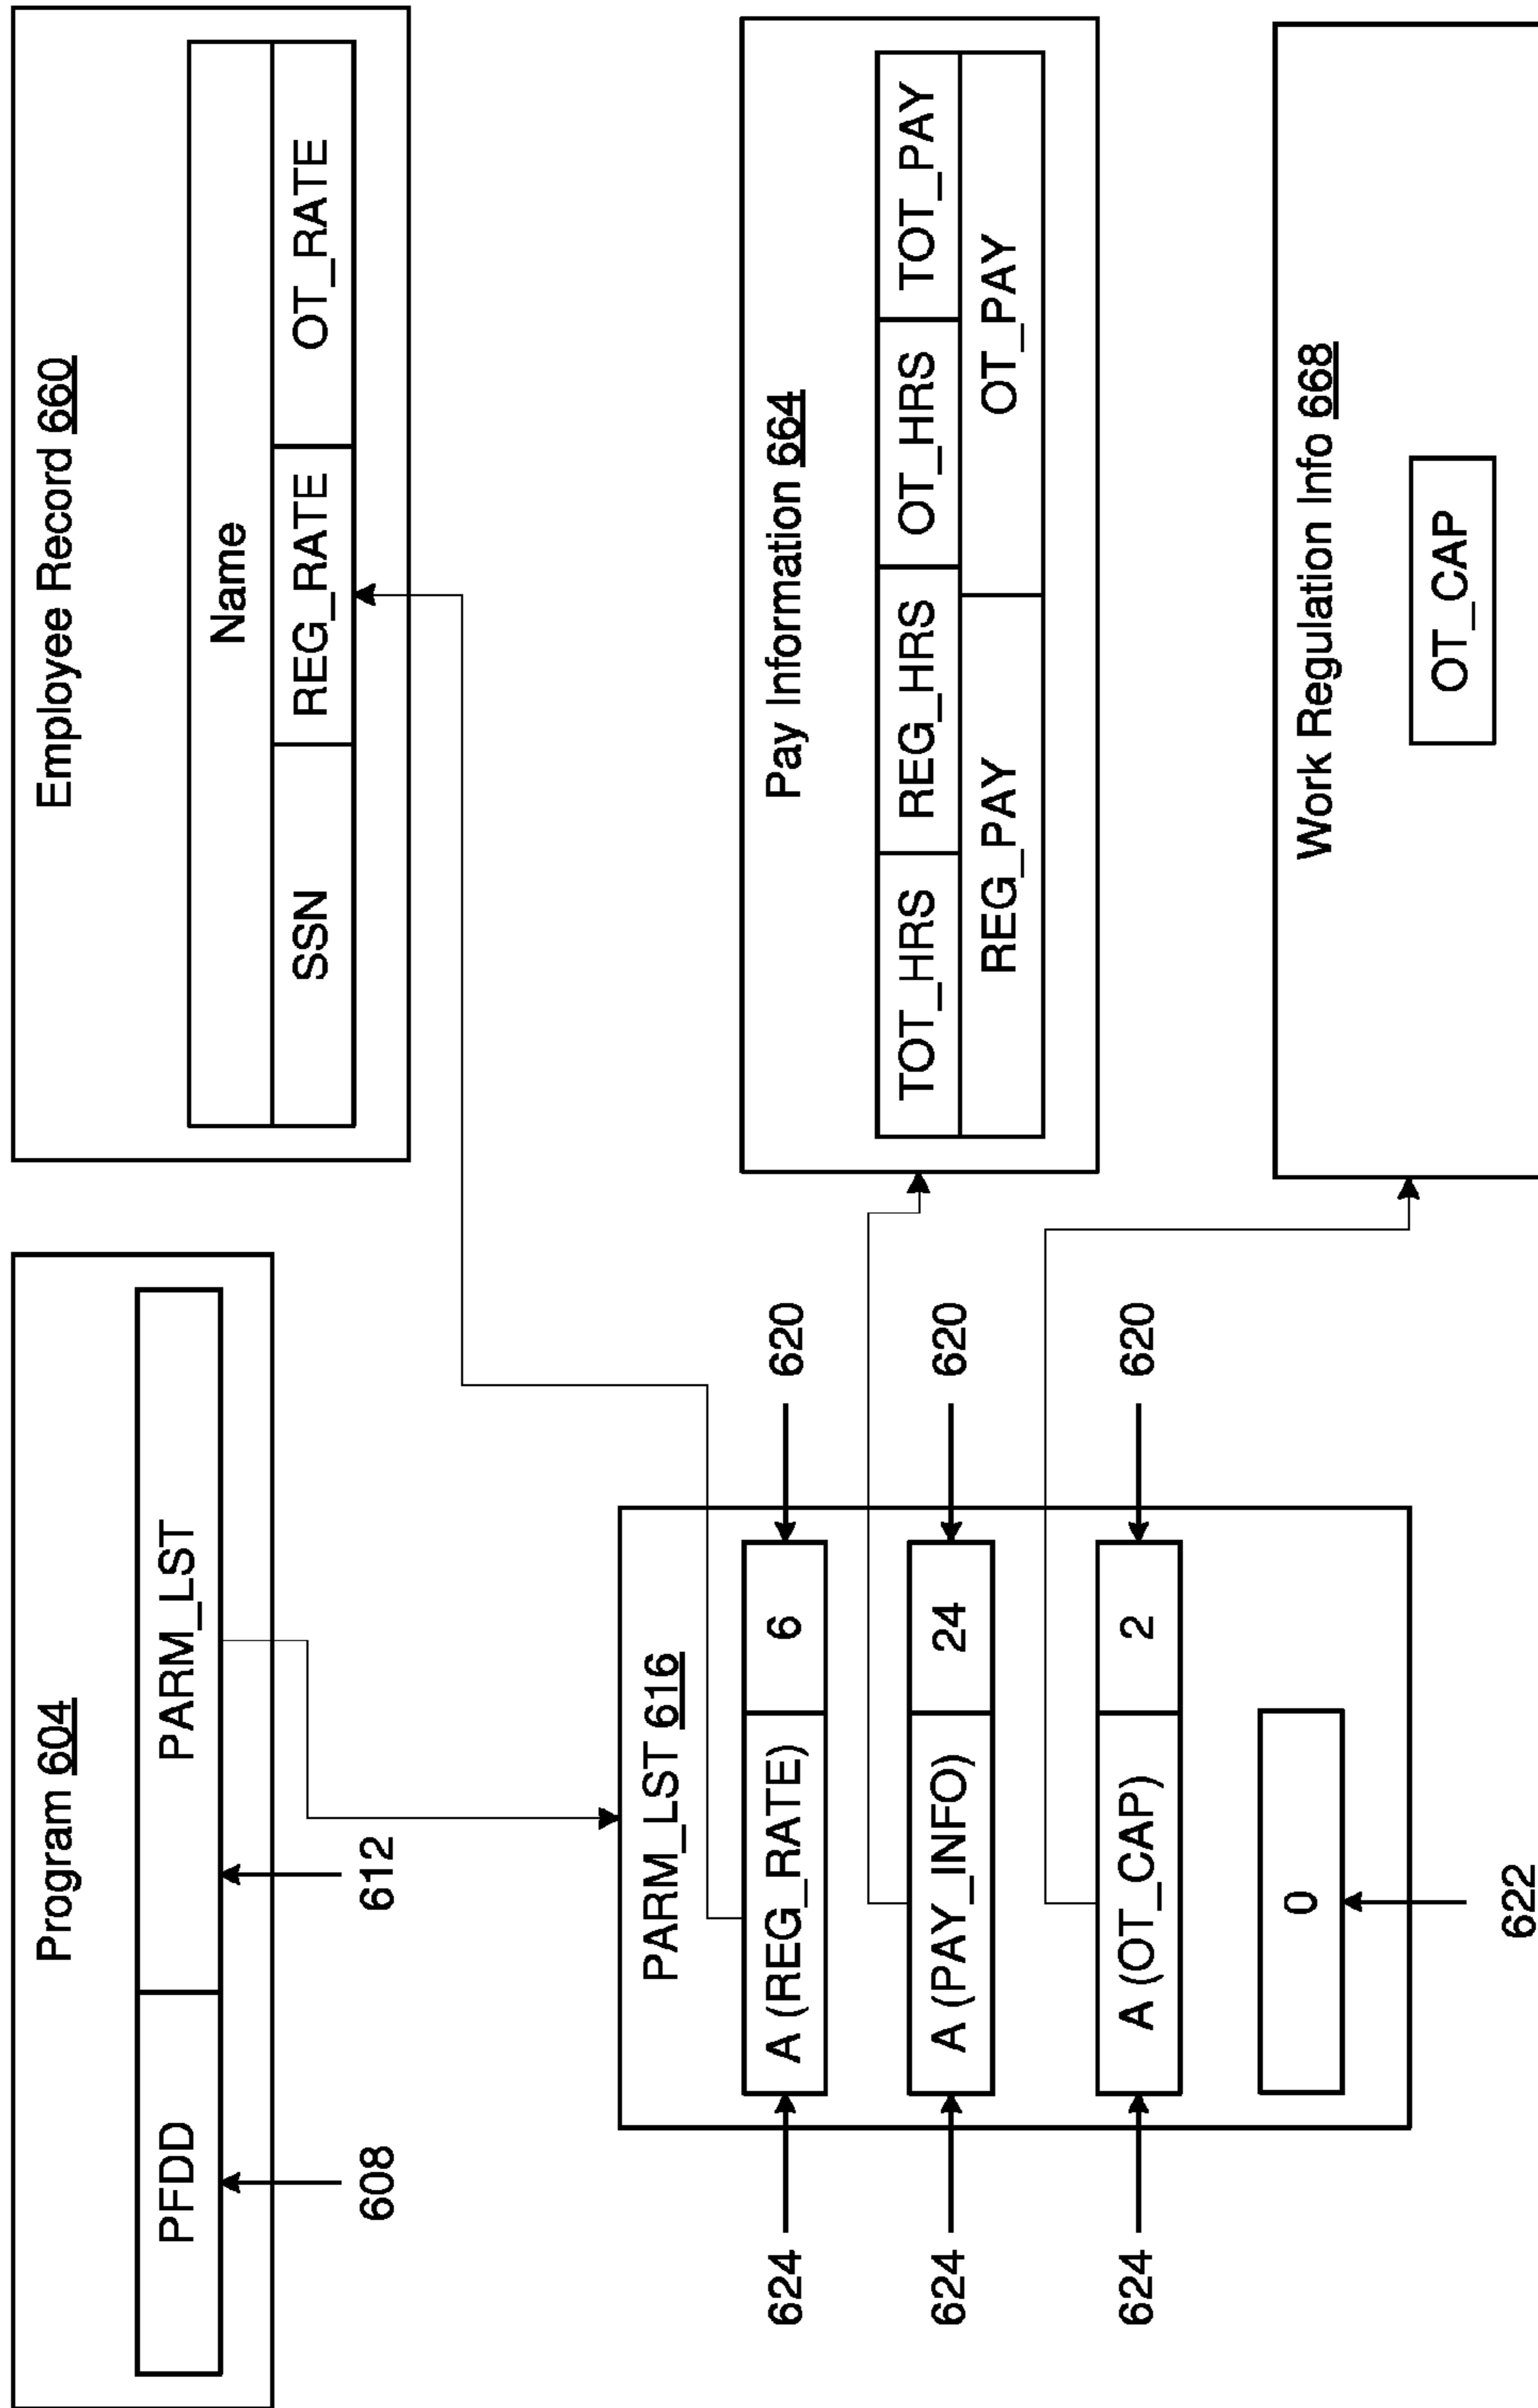 Program 604
PFDD
PARM_LST
608
612
PARM_LST 616
624
A (REG_RATE)
6
620
624
A (PAY_INFO)
24
620
624
A (OT_CAP)
2
620
0
622
Employee Record 660
Name
SSN
REG_RATE
OT_RATE
Pay Information 664
TOT_HRS
REG_HRS
OT_HRS
TOT_PAY
REG_PAY
OT_PAY
Work Regulation Info 668
OT_CAP